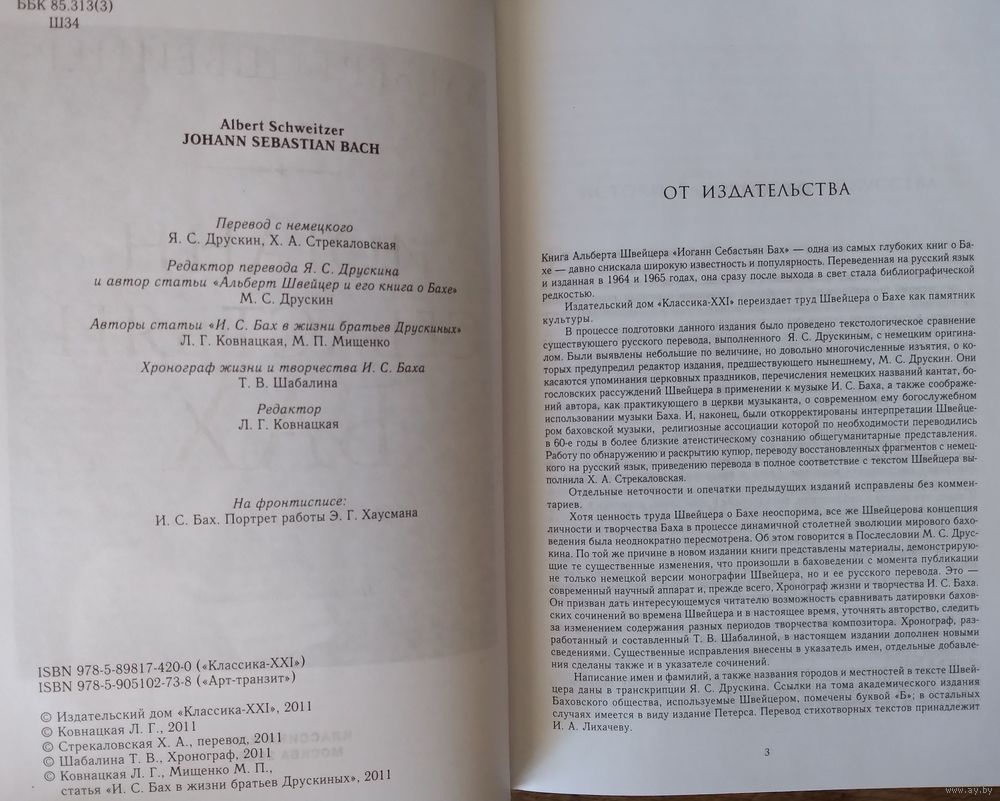 ББК 85.313(3)
Ш34
Albert Schweitzer
JOHANN SEBASTIAN BACH
Перевод с немецкого
Я. С. Друскин, Х. А. Стрекаловская
Редактор перевода Я. С. Друскина
и автор статьи «Альберт Швейцер и его книга о Бахе»
М. С. Друскин
Авторы статьи «И. С. Бах в жизни братьев Друскиных»
Л. Г. Ковнацкая, М. П. Мищенко
Хронограф жизни и творчества И. С. Баха
Т. В. Шабалина
Редактор
Л. Г. Ковнацкая
На фронтисписе:
И. С. Бах. Портрет работы Э. Г. Хаусмана
ISBN 978-5-89817-420-0 («Классика-XXI»)
ISBN 978-5-905102-73-8 («Арт-транзит»)
© Издательский дом «Классика-XXI», 2011
© Ковнацкая Л. Г., 2011
© Стрекаловская Х. А., перевод, 2011
© Шабалина Т. В., Хронограф, 2011
© Ковнацкая Л. Г., Мищенко М. П.,
статья «И. С. Бах в жизни братьев Друскиных», 2011
ОТ ИЗДАТЕЛЬСТВА
Книга Альберта Швейцера «Иоганн Себастьян Бах» — одна из самых глубоких книг о Ба-
хе — давно снискала широкую известность и популярность. Переведенная на русский язык
и изданная в 1964 и 1965 годах, она сразу после выхода в свет стала библиографической
редкостью.
Издательский дом «Классика-XXI» переиздает труд Швейцера о Бахе как памятник
культуры.
В процессе подготовки данного издания было проведено текстологическое сравнение
существующего русского перевода, выполненного Я. С. Друскиным, с немецким оригина-
лом. Были выявлены небольшие по величине, но довольно многочисленные изъятия, о ко-
торых предупредил редактор издания, предшествующего нынешнему, М. С. Друскин. Они
касаются упоминания церковных праздников, перечисления немецких названий кантат, бо-
гословских рассуждений Швейцера в применении к музыке И. С. Баха, а также соображе-
ний автора, как практикующего в церкви музыканта, о современном ему богослужебном
использовании музыки Баха. И, наконец, были откорректированы интерпретации Швейце-
ром баховской музыки, религиозные ассоциации которой по необходимости переводились
в 60-е годы в более близкие атеистическому сознанию общегуманитарные представления.
Работу по обнаружению и раскрытию купюр, переводу восстановленных фрагментов с немец-
кого на русский язык, приведению перевода в полное соответствие с текстом Швейцера вы-
полнила Х. А. Стрекаловская.
Отдельные неточности и опечатки предыдущих изданий исправлены без коммен-
тариев.
Хотя ценность труда Швейцера о Бахе неоспорима, все же Швейцерова концепция
личности и творчества Баха в процессе динамичной столетней эволюции мирового бахо-
ведения была неоднократно пересмотрена. Об этом говорится в Послесловии М. С. Друс-
кина. По той же причине в новом издании книги представлены материалы, демонстрирую-
щие те существенные изменения, что произошли в баховедении с момента публикации
не только немецкой версии монографии Швейцера, но и ее русского перевода. Это —
современный научный аппарат и, прежде всего, Хронограф жизни и творчества И. С. Баха.
Он призван дать интересующемуся читателю возможность сравнивать датировки бахов-
ских сочинений во времена Швейцера и в настоящее время, уточнять авторство, следить
за изменением содержания разных периодов творчества композитора. Хронограф, раз-
работанный и составленный Т. В. Шабалиной, в настоящем издании дополнен новыми
сведениями. Существенные исправления внесены в указатель имен, отдельные добавле-
ния сделаны также и в указателе сочинений.
Написание имен и фамилий, а также названия городов и местностей в тексте Швей-
цера даны в транскрипции Я. С. Друскина. Ссылки на тома академического издания
Баховского общества, используемые Швейцером, помечены буквой «Б»; в остальных
случаях имеется в виду издание Петерса. Перевод стихотворных текстов принадлежит
И. А. Лихачеву.
3
www.ay.by